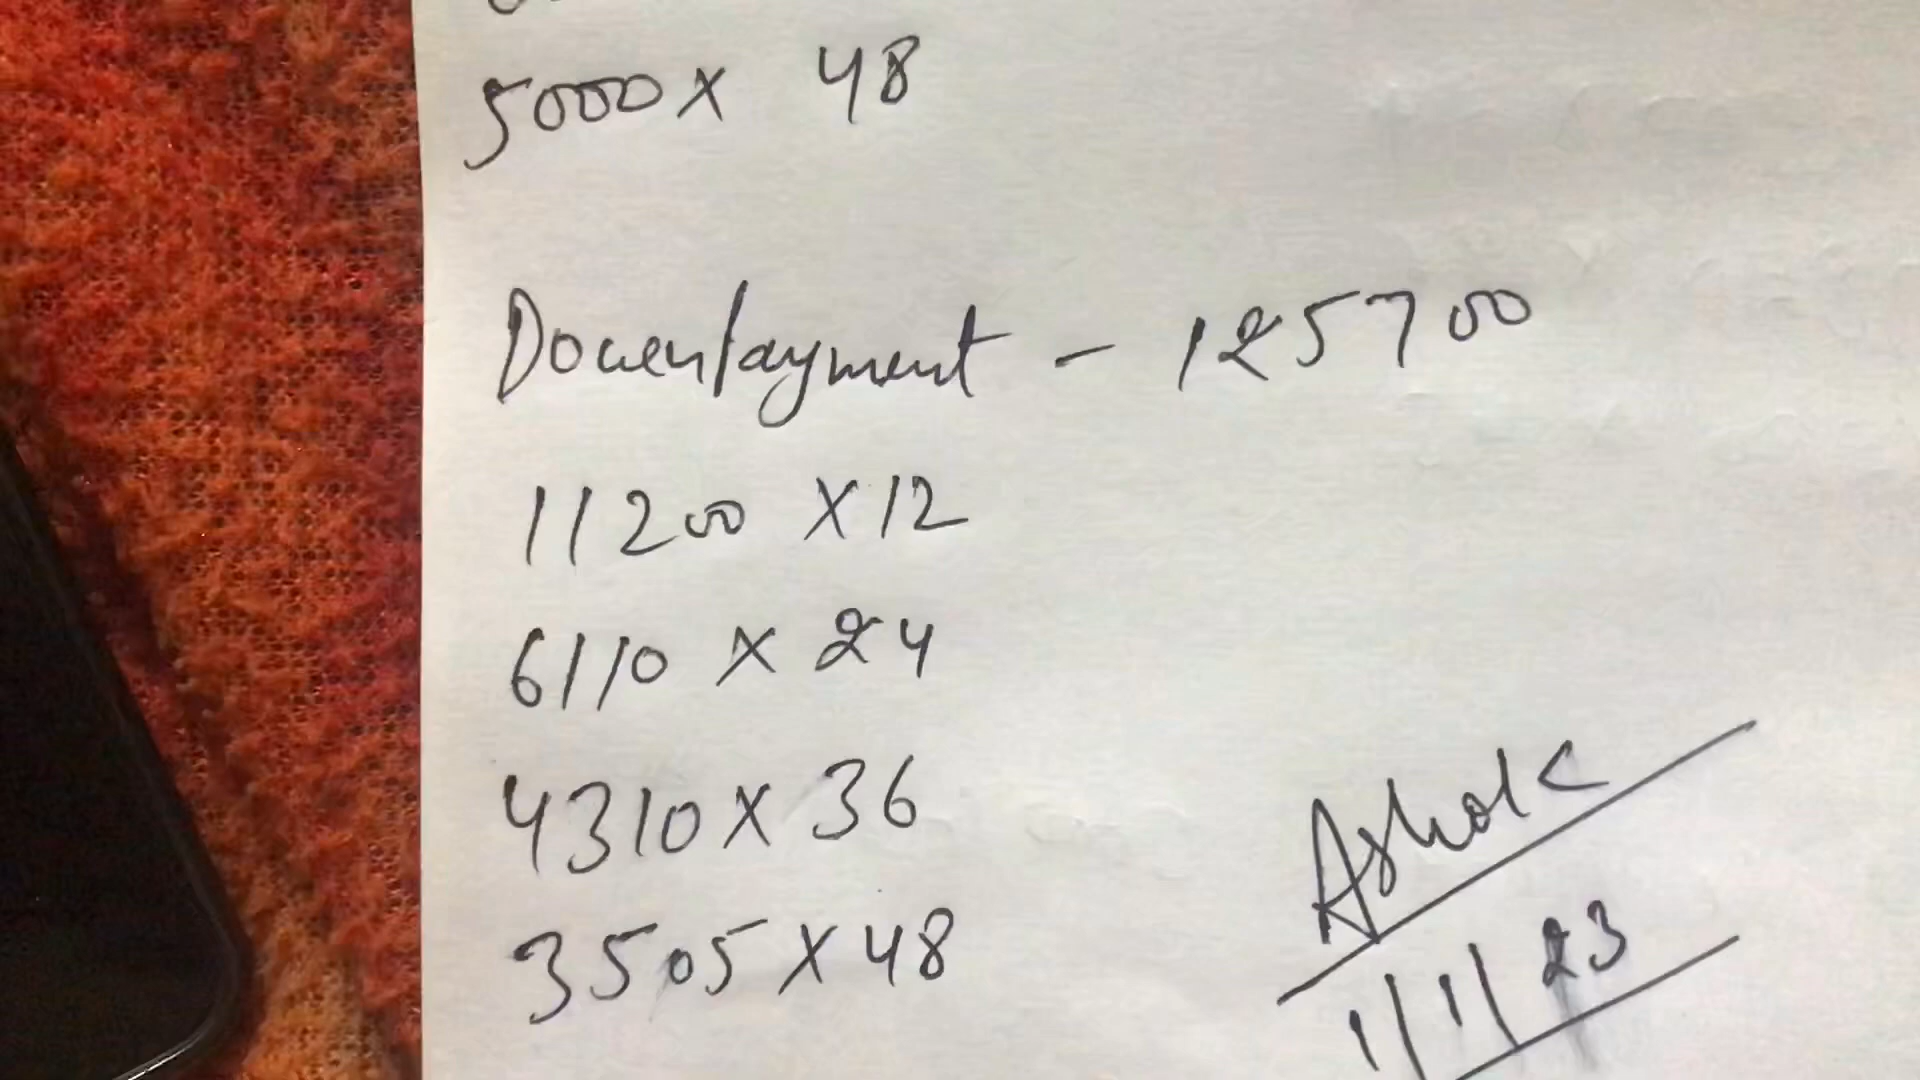 5000 x 48
Downpayment - 125700
11200 x 12
6110 x 24
4310 x 36
3505 x 48
Ashok
1/1/23